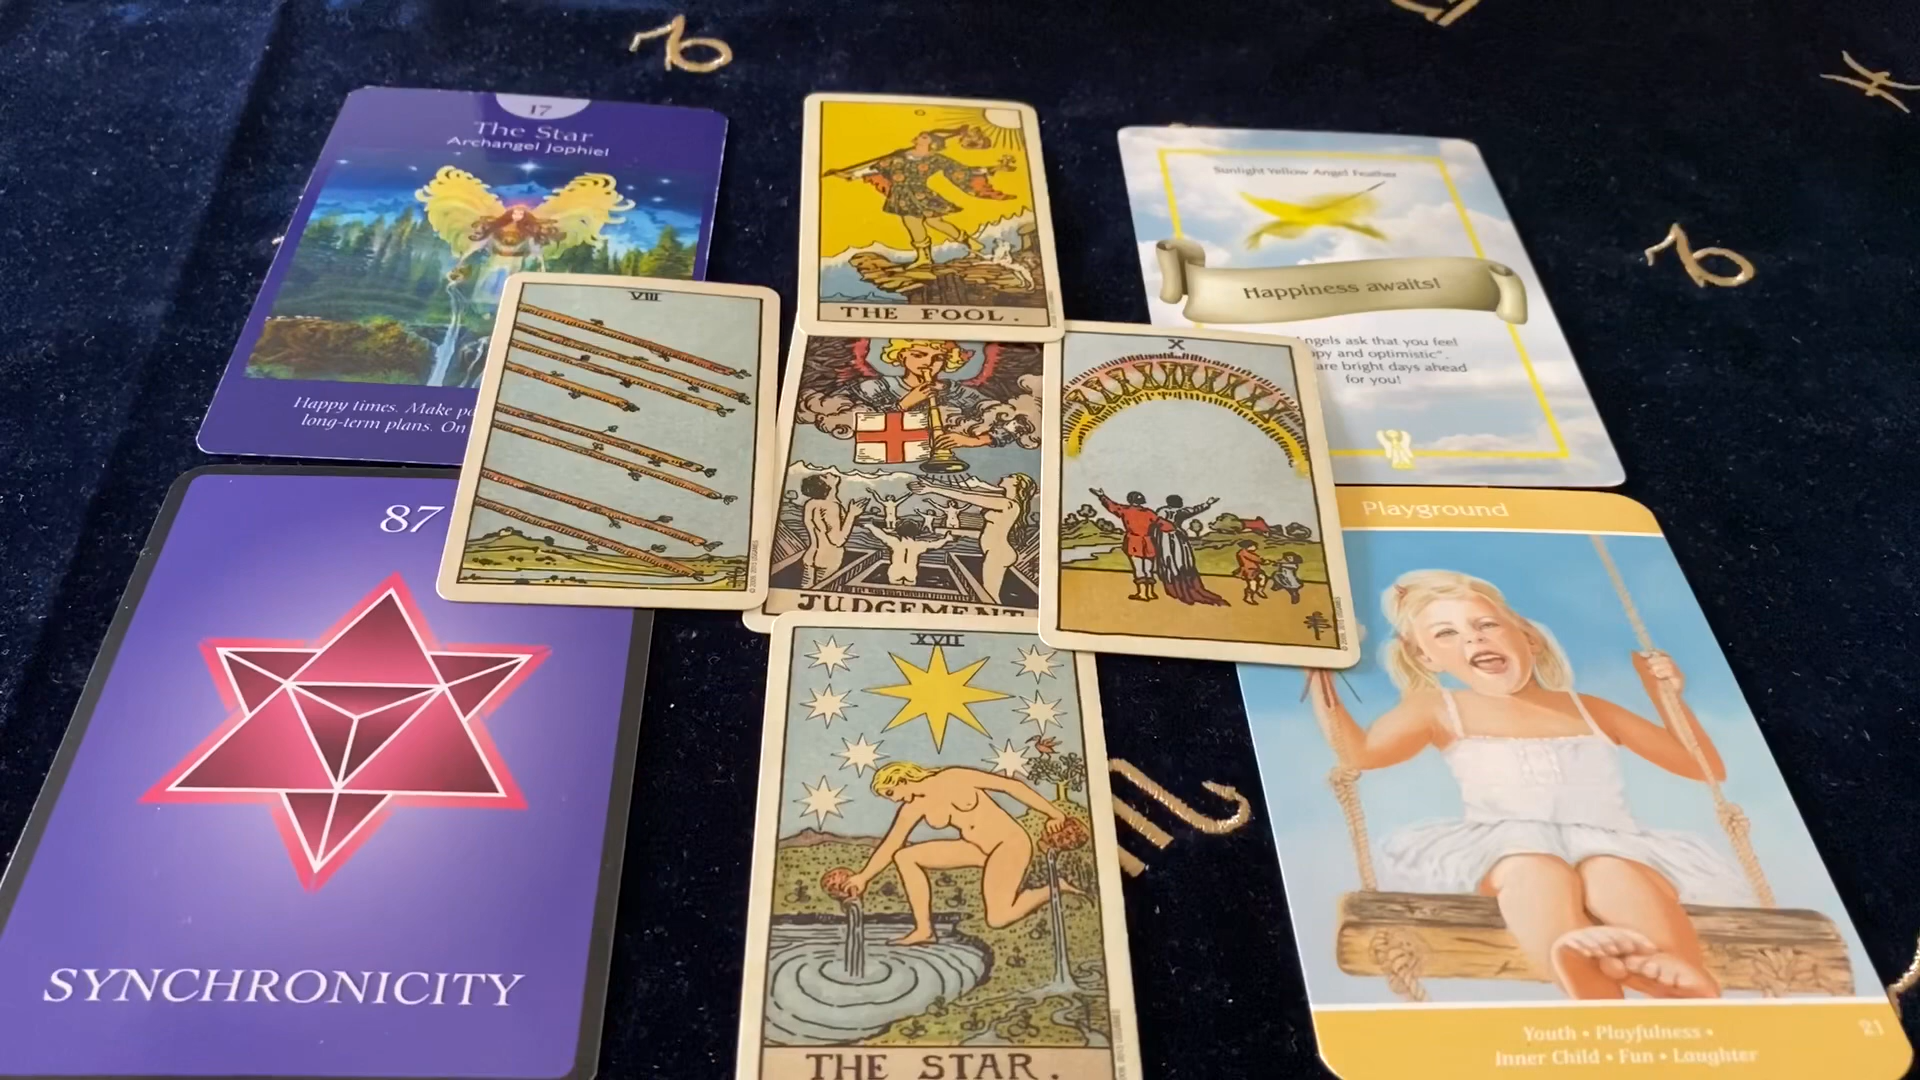 17
The Star
Archangel Jophiel
Happy times. Make po
long-term plans. On
THE FOOL.
Sunlight Yellow Angel Feather
Happiness awaits!
ngels ask that you feel
ppy and optimistic".
are bright days ahead
for you!
VIII
JUDGEMENT
X
87
SYNCHRONICITY
XVII
THE STAR.
Playground
Youth • Playfulness •
Inner Child • Fun • Laughter
21